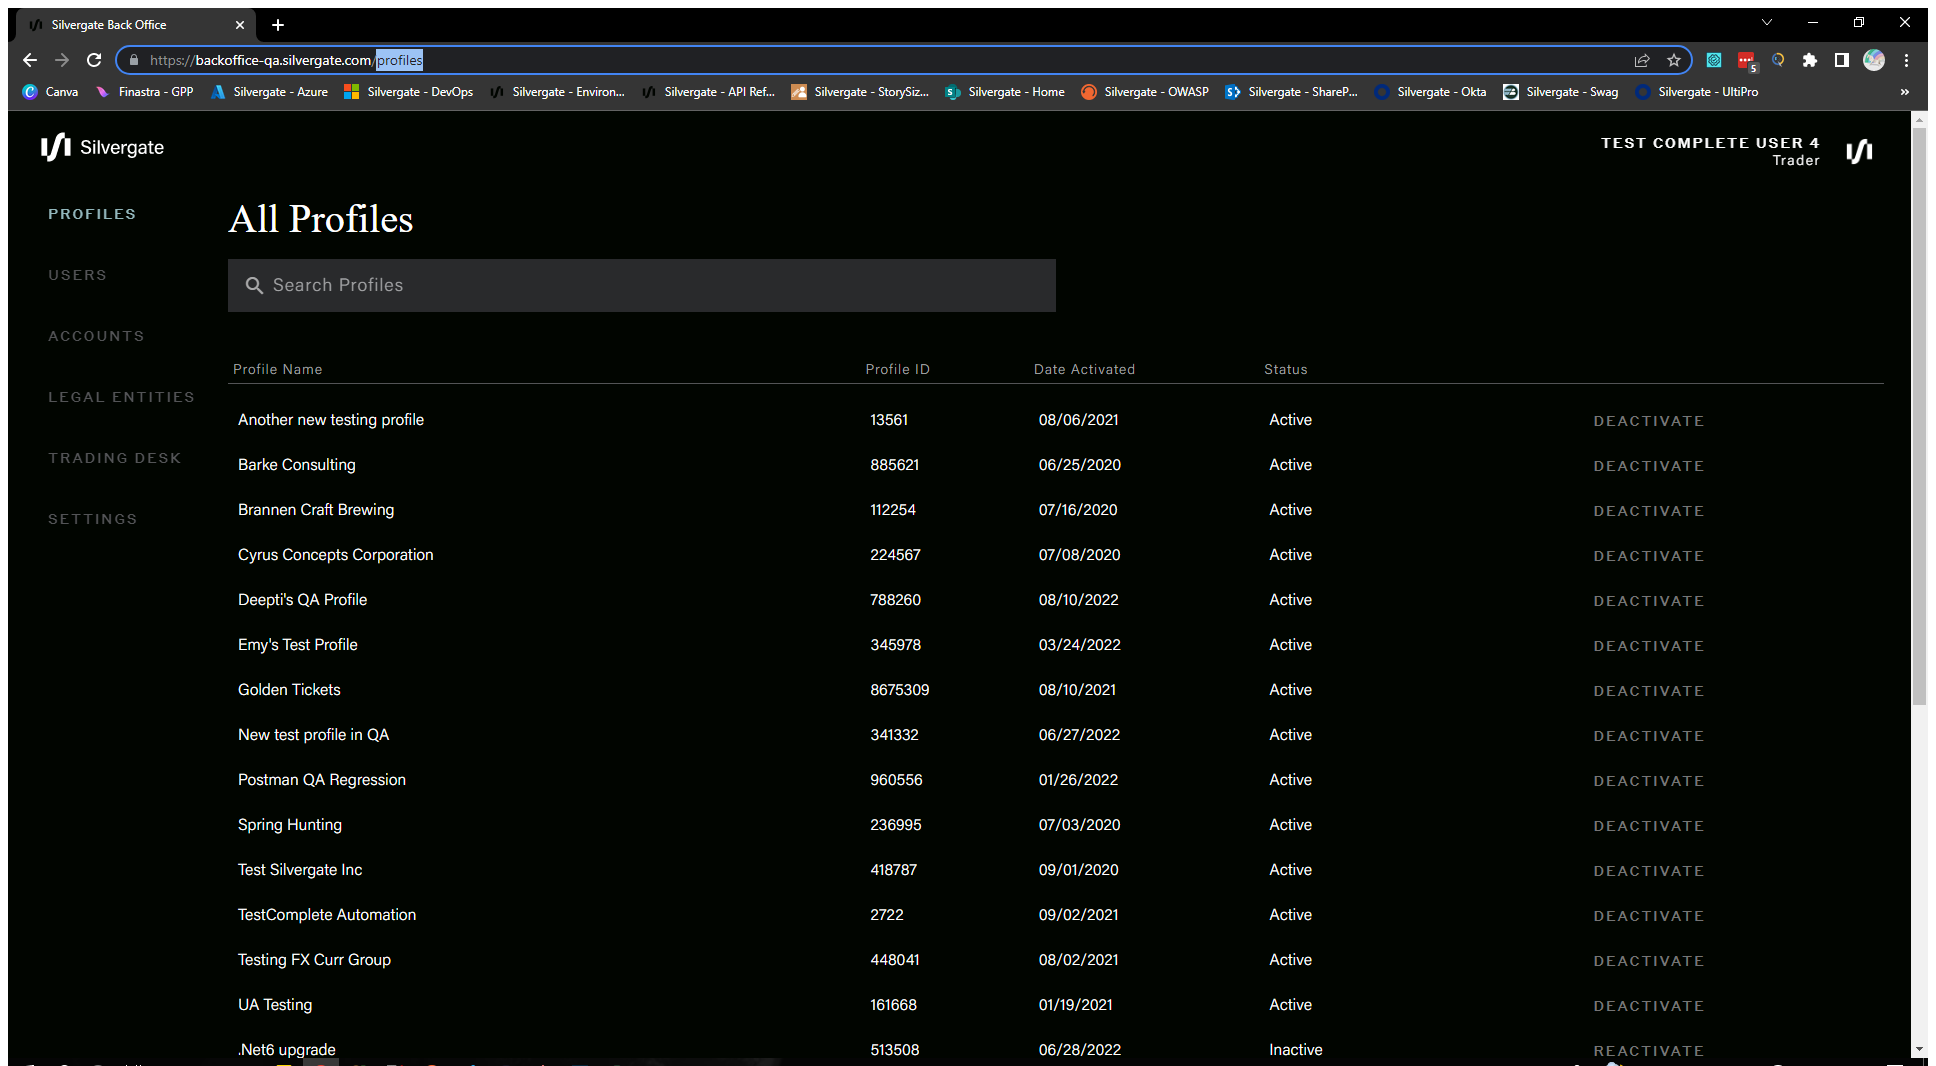 Silvergate Back Office
https://backoffice-qa.silvergate.com/profiles
5
Canva Finastra - GPP Silvergate - Azure Silvergate - DevOps Silvergate - Environ... Silvergate - API Ref... Silvergate - StorySiz... Silvergate - Home Silvergate - OWASP Silvergate - ShareP... Silvergate - Okta Silvergate - Swag Silvergate - UltiPro »
Silvergate
TEST COMPLETE USER 4
Trader
PROFILES
USERS
ACCOUNTS
LEGAL ENTITIES
TRADING DESK
SETTINGS
All Profiles
Search Profiles
Profile Name Profile ID Date Activated Status
Another new testing profile 13561 08/06/2021 Active DEACTIVATE
Barke Consulting 885621 06/25/2020 Active DEACTIVATE
Brannen Craft Brewing 112254 07/16/2020 Active DEACTIVATE
Cyrus Concepts Corporation 224567 07/08/2020 Active DEACTIVATE
Deepti's QA Profile 788260 08/10/2022 Active DEACTIVATE
Emy's Test Profile 345978 03/24/2022 Active DEACTIVATE
Golden Tickets 8675309 08/10/2021 Active DEACTIVATE
New test profile in QA 341332 06/27/2022 Active DEACTIVATE
Postman QA Regression 960556 01/26/2022 Active DEACTIVATE
Spring Hunting 236995 07/03/2020 Active DEACTIVATE
Test Silvergate Inc 418787 09/01/2020 Active DEACTIVATE
TestComplete Automation 2722 09/02/2021 Active DEACTIVATE
Testing FX Curr Group 448041 08/02/2021 Active DEACTIVATE
UA Testing 161668 01/19/2021 Active DEACTIVATE
.Net6 upgrade 513508 06/28/2022 Inactive REACTIVATE